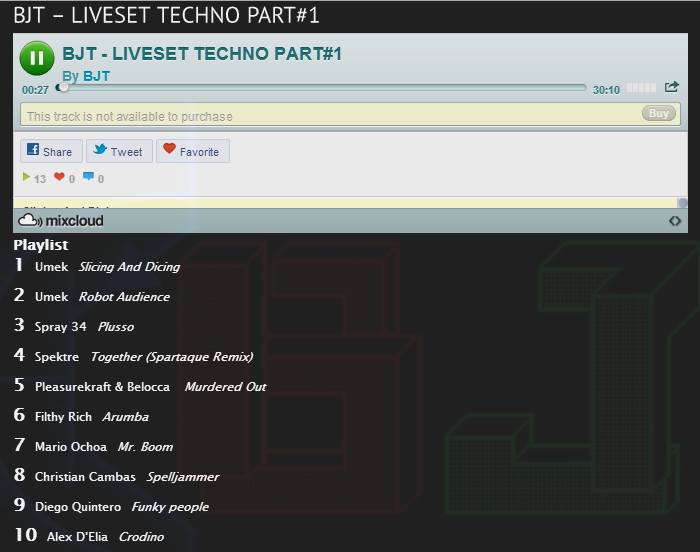 BJT – LIVESET TECHNO PART#1
BJT - LIVESET TECHNO PART#1
By BJT
00:27 30:10
This track is not available to purchase Buy
Share Tweet Favorite
13 0 0
mixcloud
Playlist
1 Umek Slicing And Dicing
2 Umek Robot Audience
3 Spray 34 Plusso
4 Spektre Together (Spartaque Remix)
5 Pleasurekraft & Belocca Murdered Out
6 Filthy Rich Arumba
7 Mario Ochoa Mr. Boom
8 Christian Cambas Spelljammer
9 Diego Quintero Funky people
10 Alex D'Elia Crodino